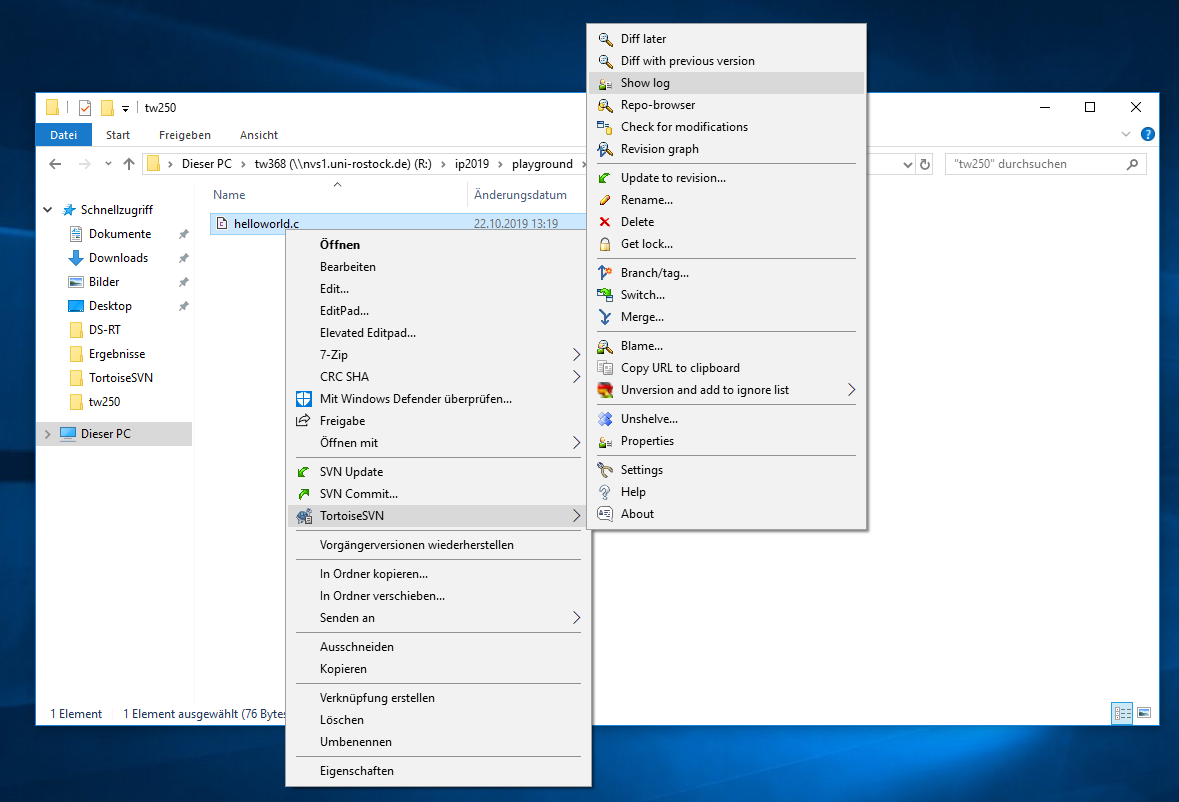 tw250
Datei Start Freigeben Ansicht
Dieser PC tw368 (\\nvs1.uni-rostock.de) (R:) ip2019 playground
"tw250" durchsuchen
Schnellzugriff
Dokumente
Downloads
Bilder
Desktop
DS-RT
Ergebnisse
TortoiseSVN
tw250
Dieser PC
Name Änderungsdatum
helloworld.c 22.10.2019 13:19
Öffnen
Bearbeiten
Edit...
EditPad...
Elevated Editpad...
7-Zip
CRC SHA
Mit Windows Defender überprüfen...
Freigabe
Öffnen mit
SVN Update
SVN Commit...
TortoiseSVN
Vorgängerversionen wiederherstellen
In Ordner kopieren...
In Ordner verschieben...
Senden an
Ausschneiden
Kopieren
Verknüpfung erstellen
Löschen
Umbenennen
Eigenschaften
Diff later
Diff with previous version
Show log
Repo-browser
Check for modifications
Revision graph
Update to revision...
Rename...
Delete
Get lock...
Branch/tag...
Switch...
Merge...
Blame...
Copy URL to clipboard
Unversion and add to ignore list
Unshelve...
Properties
Settings
Help
About
1 Element 1 Element ausgewählt (76 Bytes